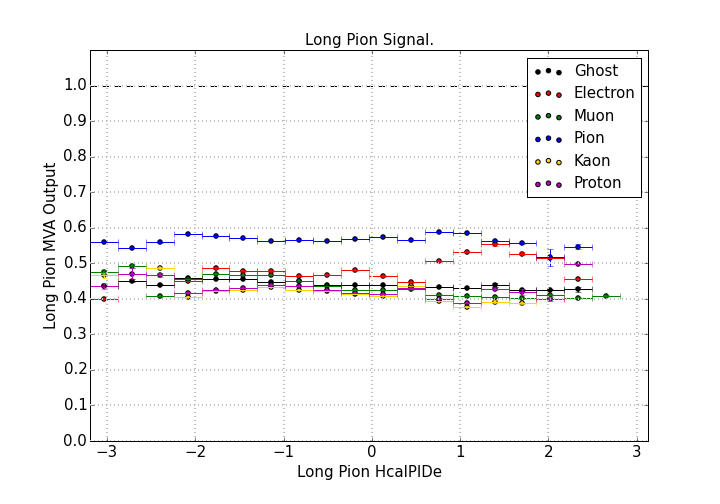 Long Pion Signal.
Ghost
Electron
Muon
Pion
Kaon
Proton
1.0
0.9
0.8
0.7
0.6
0.5
0.4
0.3
0.2
0.1
0.0
Long Pion MVA Output
−3 −2 −1 0 1 2 3
Long Pion HcalPIDe